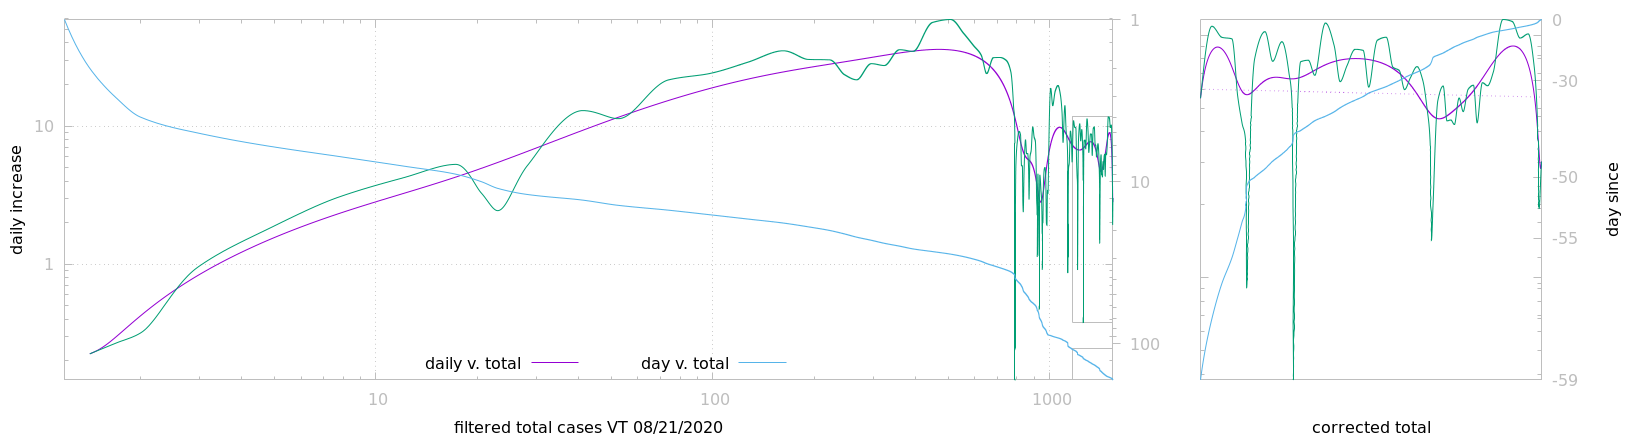 daily increase
10
1
daily v. total
day v. total
10
100
1000
filtered total cases VT 08/21/2020
1
10
100
0
-30
-50
-55
-59
day since
corrected total